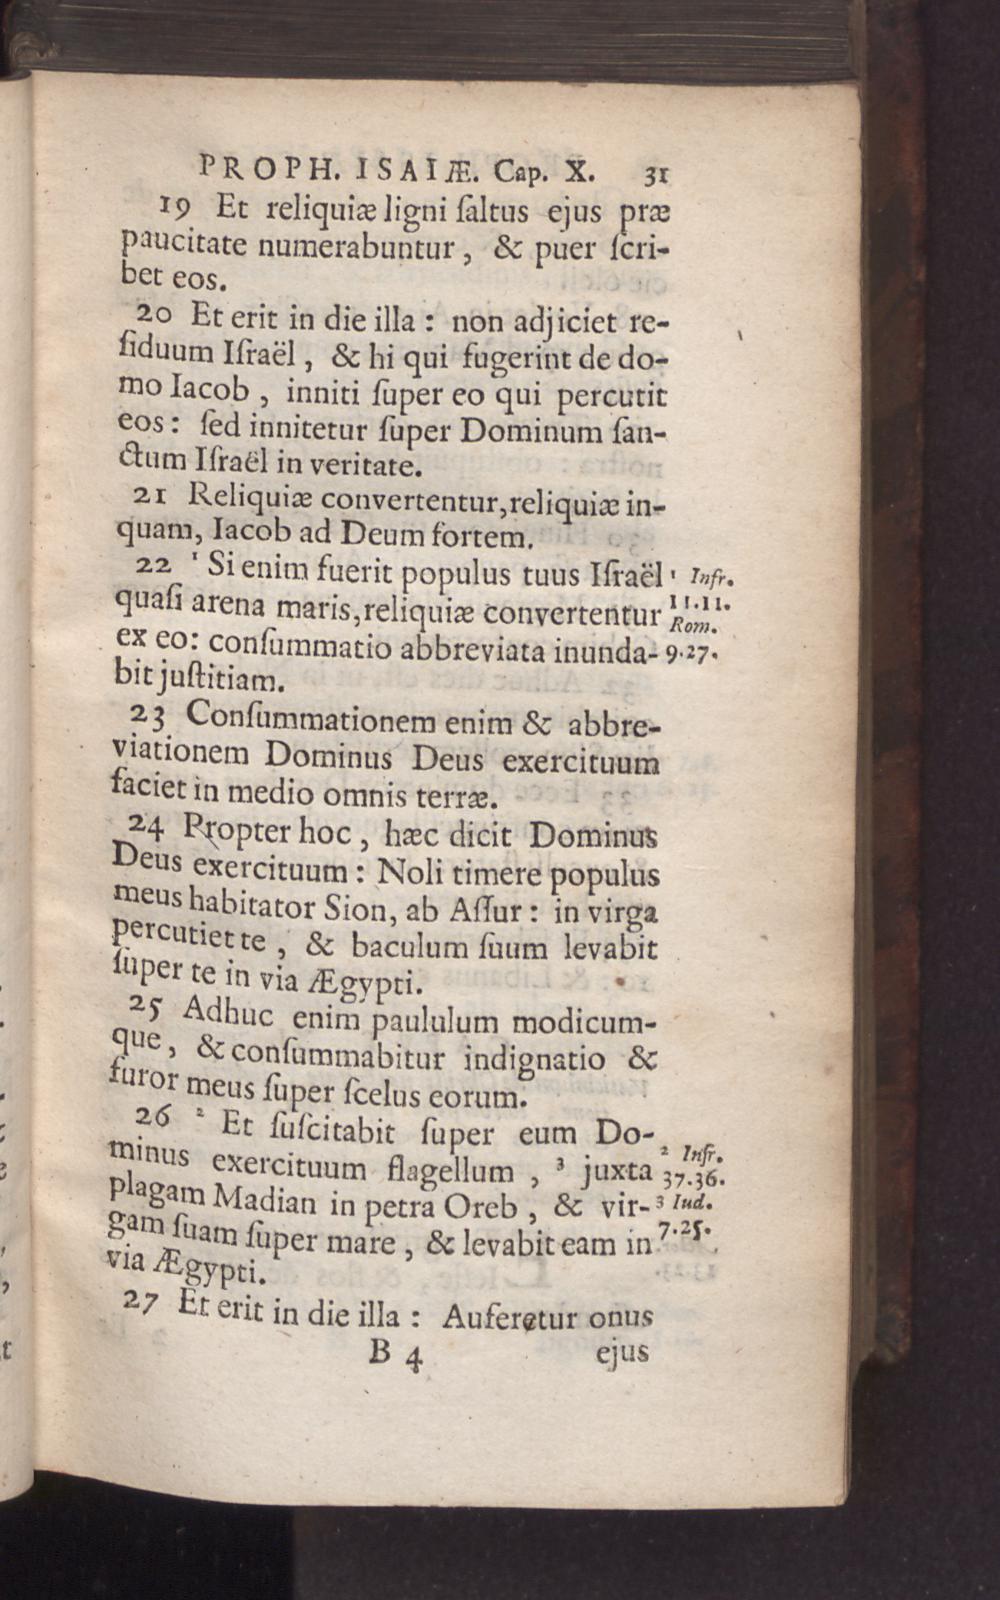 PROPH. ISAIÆ. Cap. X. 31
19 Et reliquiæ ligni ſaltus ejus præ
paucitate numerabuntur, & puer ſcri-
bet eos.
20 Et erit in die illa : non adjiciet re-
ſiduum Iſraël, & hi qui fugerint de do-
mo Iacob, inniti ſuper eo qui percutit
eos : ſed innitetur ſuper Dominum ſan-
ctum Iſraël in veritate.
21 Reliquiæ convertentur, reliquiæ in-
quam, Iacob ad Deum fortem.
22 ¹ Si enim fuerit populus tuus Iſraël
quaſi arena maris, reliquiæ convertentur
ex eo : conſummatio abbreviata inunda-
bit juſtitiam.
¹ Infr.
11.11.
Rom.
9.27.
23 Conſummationem enim & abbre-
viationem Dominus Deus exercituum
faciet in medio omnis terræ.
24 Propter hoc, hæc dicit Dominus
Deus exercituum : Noli timere populus
meus habitator Sion, ab Aſſur : in virga
percutiet te, & baculum ſuum levabit
ſuper te in via Ægypti.
25 Adhuc enim paululum modicum-
que, & conſummabitur indignatio &
furor meus ſuper ſcelus eorum.
26 ² Et ſuſcitabit ſuper eum Do-
minus exercituum flagellum, ³ juxta
plagam Madian in petra Oreb, & vir-
gam ſuam ſuper mare, & levabit eam in
via Ægypti.
² Infr.
37.36.
³ Iud.
7.25.
27 Et erit in die illa : Auferetur onus
B 4 ejus